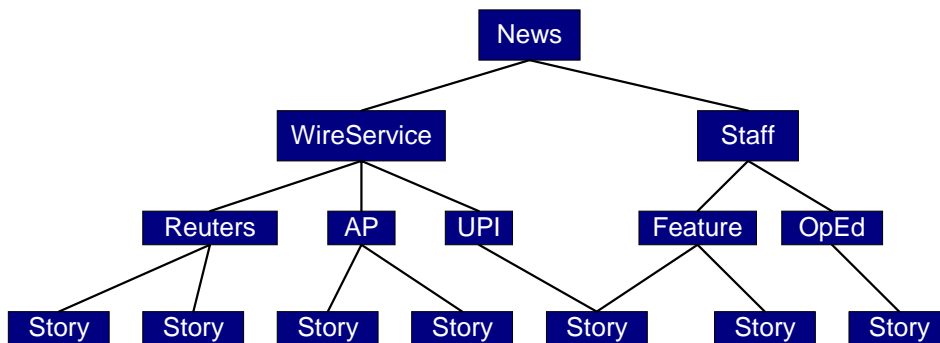 News
WireService
Staff
Reuters
AP
UPI
Feature
OpEd
Story
Story
Story
Story
Story
Story
Story